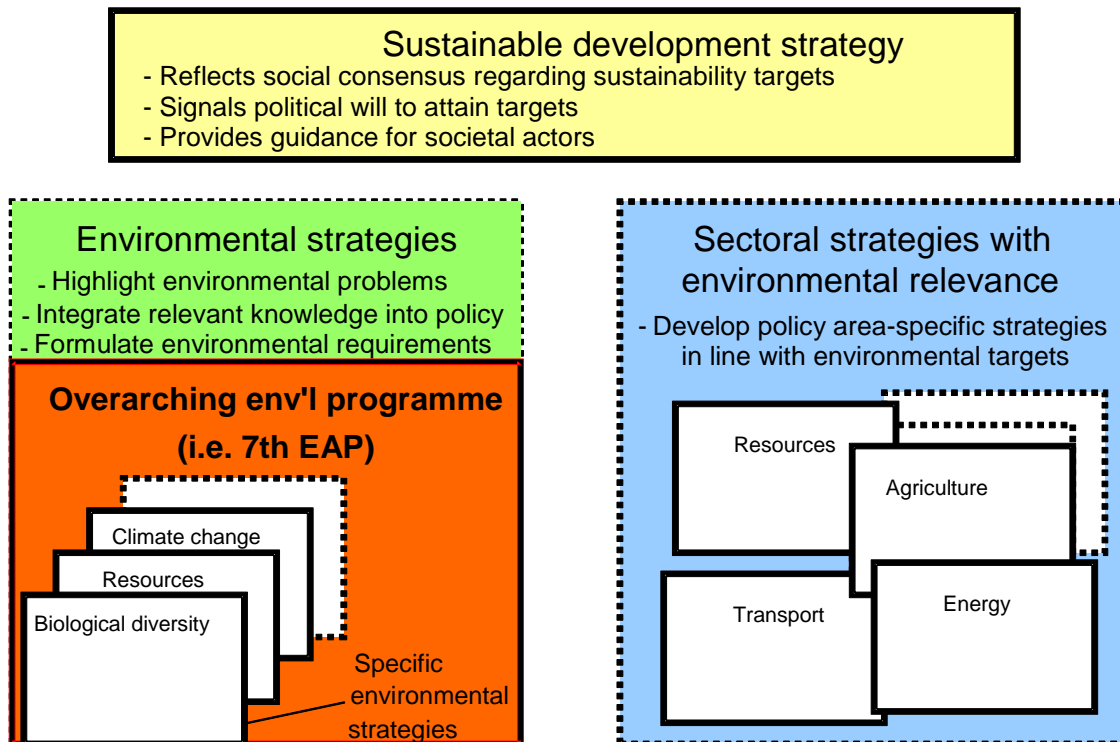 Sustainable development strategy
- Reflects social consensus regarding sustainability targets
- Signals political will to attain targets
- Provides guidance for societal actors
Environmental strategies
- Highlight environmental problems
- Integrate relevant knowledge into policy
- Formulate environmental requirements
Overarching env'l programme
(i.e. 7th EAP)
Climate change
Resources
Biological diversity
Specific
environmental
strategies
Sectoral strategies with
environmental relevance
- Develop policy area-specific strategies
in line with environmental targets
Resources
Agriculture
Transport
Energy